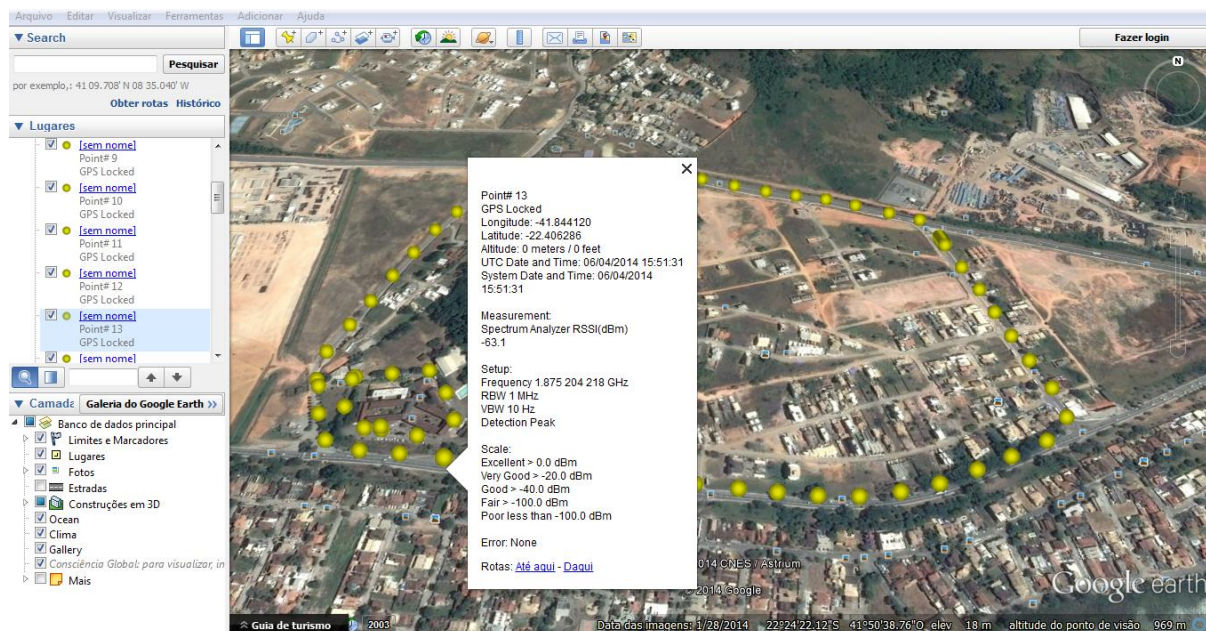 Arquivo Editar Visualizar Ferramentas Adicionar Ajuda
Search
Pesquisar
por exemplo,: 41 09.708' N 08 35.040' W
Obter rotas Histórico
Lugares
[sem nome]
Point# 9
GPS Locked
[sem nome]
Point# 10
GPS Locked
[sem nome]
Point# 11
GPS Locked
[sem nome]
Point# 12
GPS Locked
[sem nome]
Point# 13
GPS Locked
[sem nome]
Camada Galeria do Google Earth >>
Banco de dados principal
Limites e Marcadores
Lugares
Fotos
Estradas
Construções em 3D
Ocean
Clima
Gallery
Consciência Global: para visualizar, in
Mais
Fazer login
N
Point# 13
GPS Locked
Longitude: -41.844120
Latitude: -22.406286
Altitude: 0 meters / 0 feet
UTC Date and Time: 06/04/2014 15:51:31
System Date and Time: 06/04/2014
15:51:31
Measurement:
Spectrum Analyzer RSSI(dBm)
-63.1
Setup:
Frequency 1.875 204 218 GHz
RBW 1 MHz
VBW 10 Hz
Detection Peak
Scale:
Excellent > 0.0 dBm
Very Good > -20.0 dBm
Good > -40.0 dBm
Fair > -100.0 dBm
Poor less than -100.0 dBm
Error: None
Rotas: Até aqui - Daqui
014 CNES / Astrium
© 2014 Google
Google earth
Guia de turismo 2003 Data das imagens: 1/28/2014 22°24'22.12"S 41°50'38.76"O elev 18 m altitude do ponto de visão 969 m